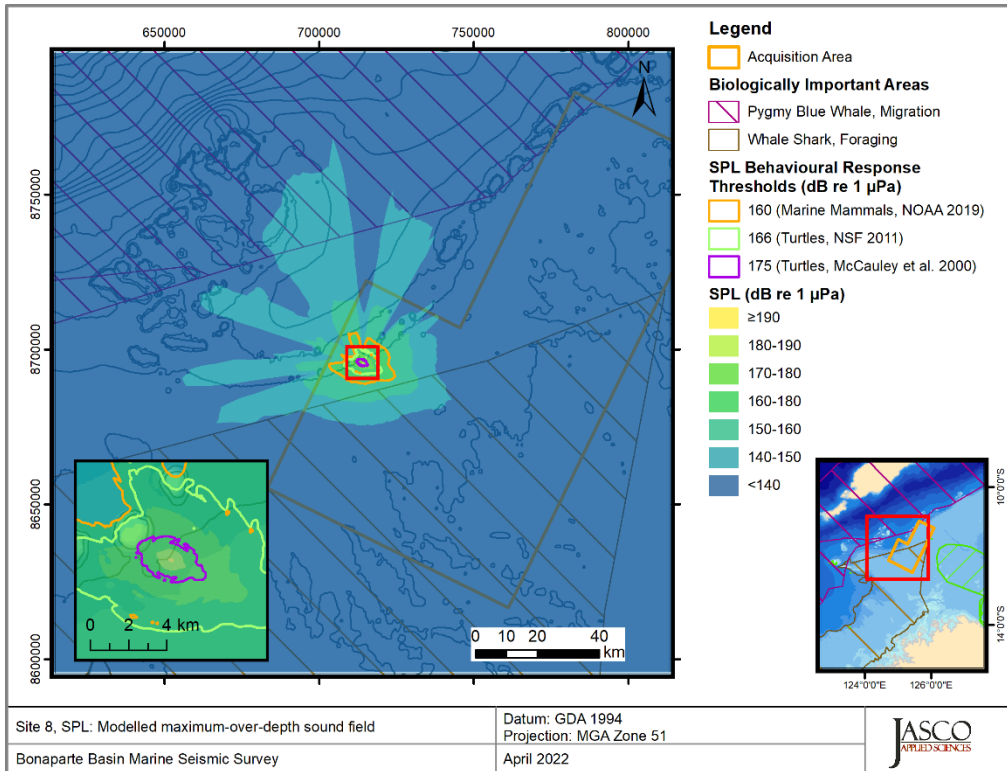 650000 700000 750000 800000
8750000
8700000
8650000
8600000
N
0 2 4 km
0 10 20 40
km
Legend
Acquisition Area
Biologically Important Areas
Pygmy Blue Whale, Migration
Whale Shark, Foraging
SPL Behavioural Response
Thresholds (dB re 1 µPa)
160 (Marine Mammals, NOAA 2019)
166 (Turtles, NSF 2011)
175 (Turtles, McCauley et al. 2000)
SPL (dB re 1 µPa)
≥190
180-190
170-180
160-180
150-160
140-150
<140
10°0'0"S
14°0'0"S
124°0'0"E 126°0'0"E
Site 8, SPL: Modelled maximum-over-depth sound field
Datum: GDA 1994
Projection: MGA Zone 51
Bonaparte Basin Marine Seismic Survey
April 2022
JASCO
APPLIED SCIENCES